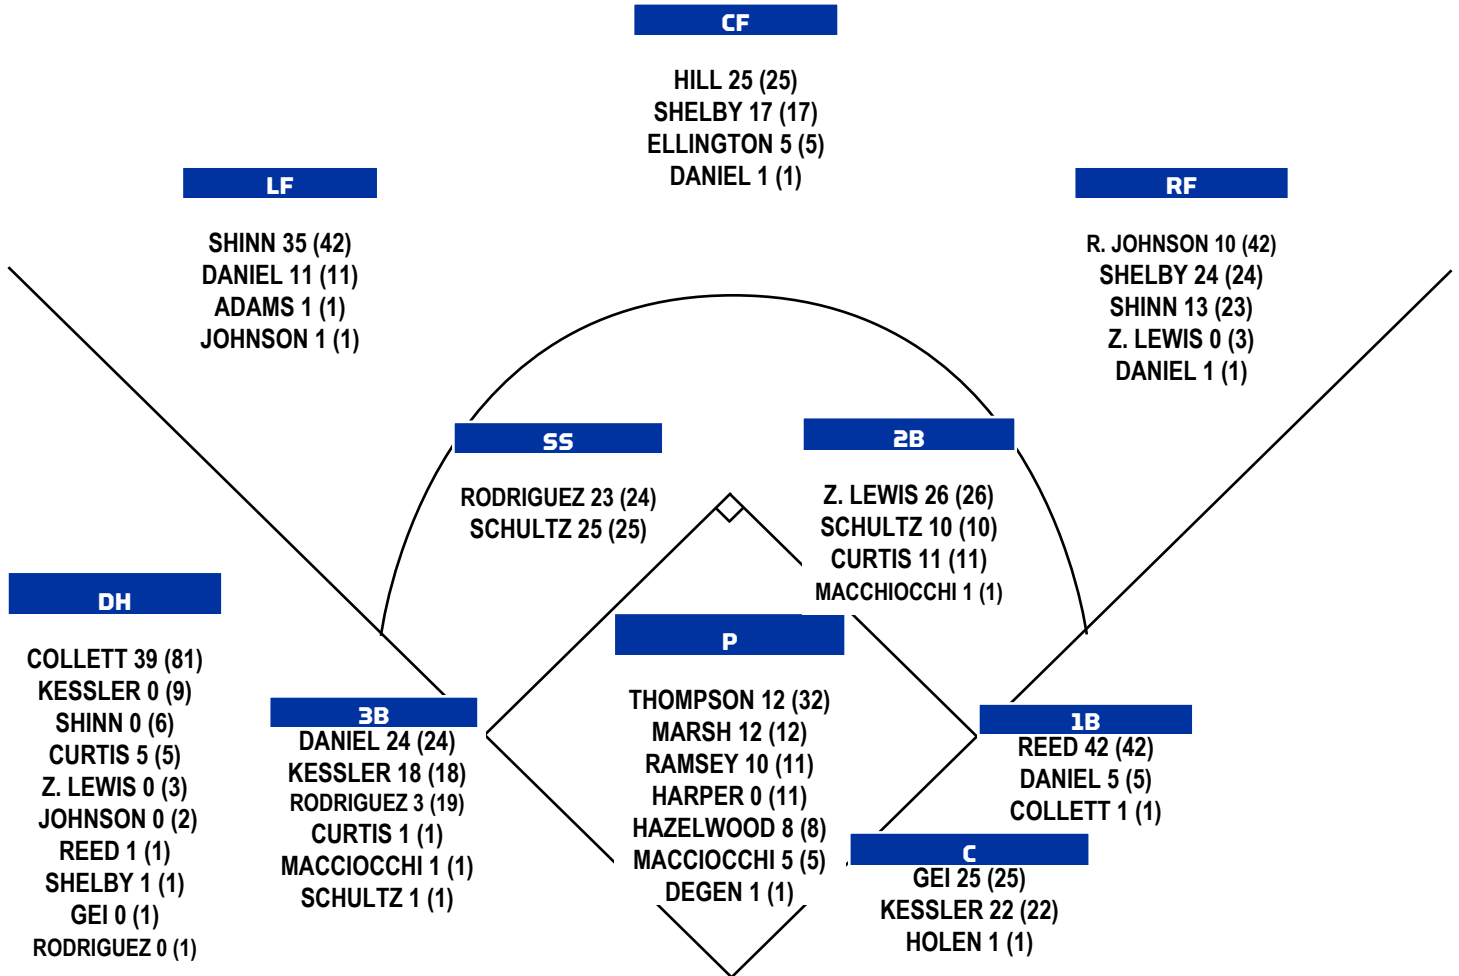 CF
HILL 25 (25)
SHELBY 17 (17)
ELLINGTON 5 (5)
DANIEL 1 (1)
LF
SHINN 35 (42)
DANIEL 11 (11)
ADAMS 1 (1)
JOHNSON 1 (1)
RF
R. JOHNSON 10 (42)
SHELBY 24 (24)
SHINN 13 (23)
Z. LEWIS 0 (3)
DANIEL 1 (1)
SS
RODRIGUEZ 23 (24)
SCHULTZ 25 (25)
2B
Z. LEWIS 26 (26)
SCHULTZ 10 (10)
CURTIS 11 (11)
MACCHIOCCHI 1 (1)
DH
COLLETT 39 (81)
KESSLER 0 (9)
SHINN 0 (6)
CURTIS 5 (5)
Z. LEWIS 0 (3)
JOHNSON 0 (2)
REED 1 (1)
SHELBY 1 (1)
GEI 0 (1)
RODRIGUEZ 0 (1)
3B
DANIEL 24 (24)
KESSLER 18 (18)
RODRIGUEZ 3 (19)
CURTIS 1 (1)
MACCIOCCHI 1 (1)
SCHULTZ 1 (1)
P
THOMPSON 12 (32)
MARSH 12 (12)
RAMSEY 10 (11)
HARPER 0 (11)
HAZELWOOD 8 (8)
MACCIOCCHI 5 (5)
DEGEN 1 (1)
1B
REED 42 (42)
DANIEL 5 (5)
COLLETT 1 (1)
C
GEI 25 (25)
KESSLER 22 (22)
HOLEN 1 (1)